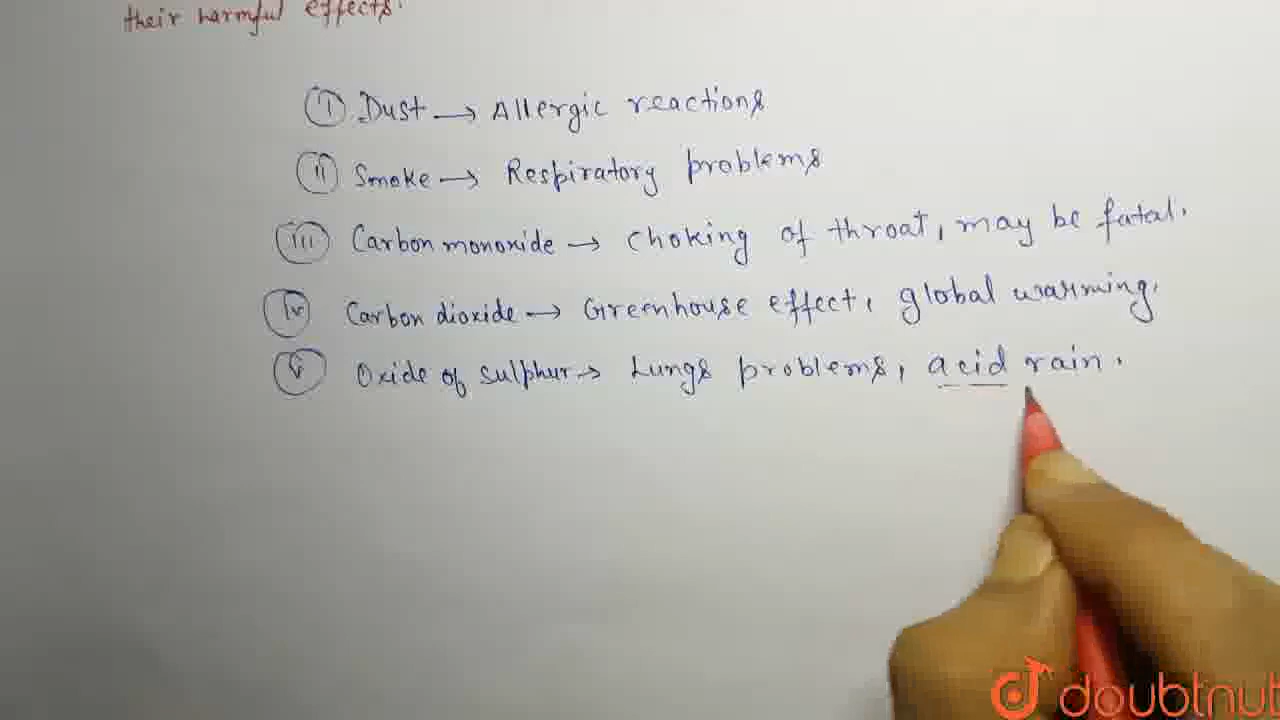 their harmful effects.
(i) Dust → Allergic reactions
(ii) Smoke → Respiratory problems
(iii) Carbon monoxide → Choking of throat, may be fatal.
(iv) Carbon dioxide → Greenhouse effect, global warming.
(v) Oxide of sulphur → Lungs problems, acid rain.
doubtnut